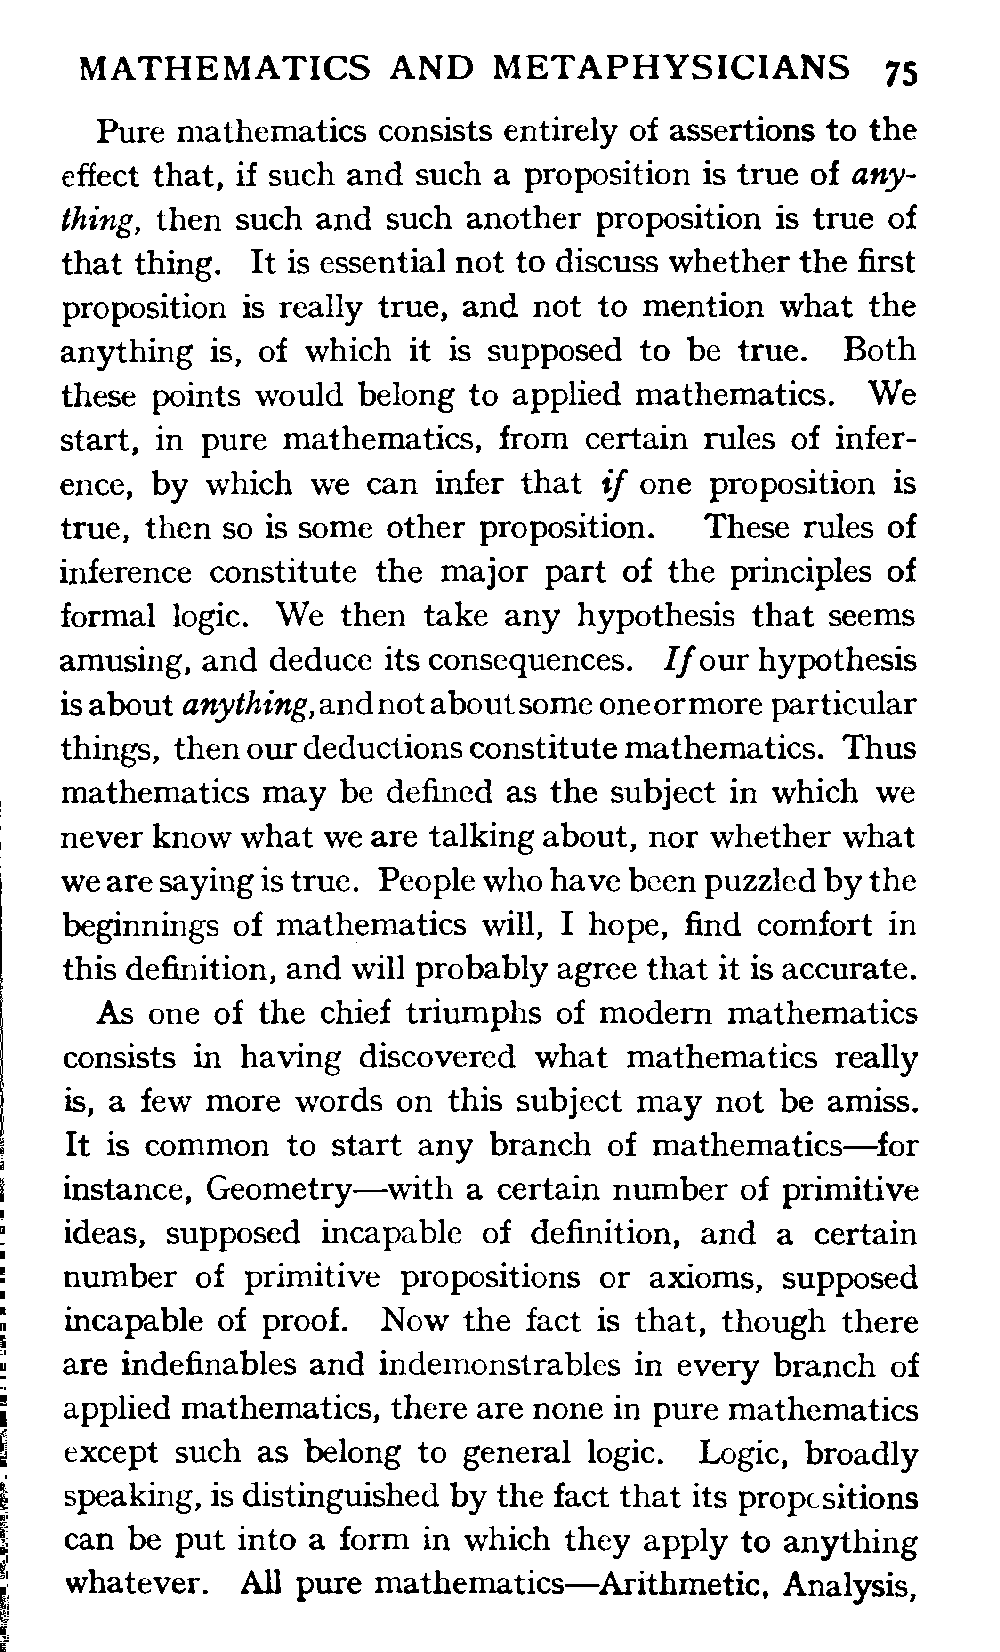 MATHEMATICS AND METAPHYSICIANS 75
Pure mathematics consists entirely of assertions to the
effect that, if such and such a proposition is true of any-
thing, then such and such another proposition is true of
that thing. It is essential not to discuss whether the first
proposition is really true, and not to mention what the
anything is, of which it is supposed to be true. Both
these points would belong to applied mathematics. We
start, in pure mathematics, from certain rules of infer-
ence, by which we can infer that if one proposition is
true, then so is some other proposition. These rules of
inference constitute the major part of the principles of
formal logic. We then take any hypothesis that seems
amusing, and deduce its consequences. If our hypothesis
is about anything, and not about some one or more particular
things, then our deductions constitute mathematics. Thus
mathematics may be defined as the subject in which we
never know what we are talking about, nor whether what
we are saying is true. People who have been puzzled by the
beginnings of mathematics will, I hope, find comfort in
this definition, and will probably agree that it is accurate.
As one of the chief triumphs of modern mathematics
consists in having discovered what mathematics really
is, a few more words on this subject may not be amiss.
It is common to start any branch of mathematics—for
instance, Geometry—with a certain number of primitive
ideas, supposed incapable of definition, and a certain
number of primitive propositions or axioms, supposed
incapable of proof. Now the fact is that, though there
are indefinables and indemonstrables in every branch of
applied mathematics, there are none in pure mathematics
except such as belong to general logic. Logic, broadly
speaking, is distinguished by the fact that its propositions
can be put into a form in which they apply to anything
whatever. All pure mathematics—Arithmetic, Analysis,